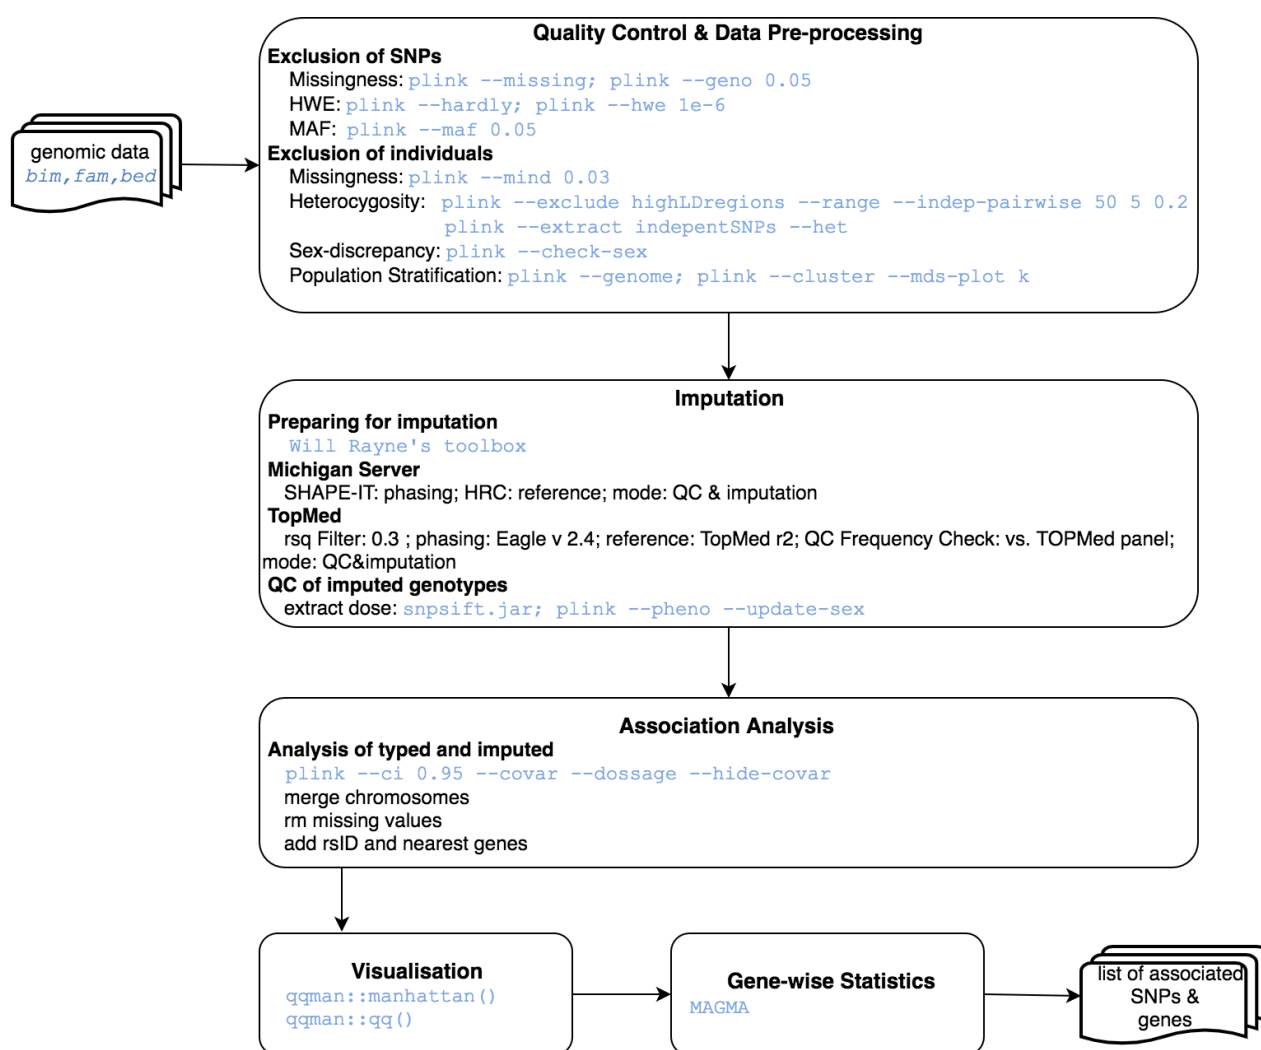 Quality Control & Data Pre-processing
Exclusion of SNPs
Missingness: plink --missing; plink --geno 0.05
HWE: plink --hardly; plink --hwe 1e-6
MAF: plink --maf 0.05
genomic data
bim,fam,bed
Exclusion of individuals
Missingness: plink --mind 0.03
Heterocygosity: plink --exclude highLDregions --range --indep-pairwise 50 5 0.2
plink --extract indepentSNPs --het
Sex-discrepancy: plink --check-sex
Population Stratification: plink --genome; plink --cluster --mds-plot k
Imputation
Preparing for imputation
Will Rayne's toolbox
Michigan Server
SHAPE-IT: phasing; HRC: reference; mode: QC & imputation
TopMed
rsq Filter: 0.3 ; phasing: Eagle v 2.4; reference: TopMed r2; QC Frequency Check: vs. TOPMed panel;
mode: QC&imputation
QC of imputed genotypes
extract dose: snpsift.jar; plink --pheno --update-sex
Association Analysis
Analysis of typed and imputed
plink --ci 0.95 --covar --dossage --hide-covar
merge chromosomes
rm missing values
add rsID and nearest genes
Visualisation
qqman::manhattan()
qqman::qq()
Gene-wise Statistics
MAGMA
list of associated
SNPs &
genes